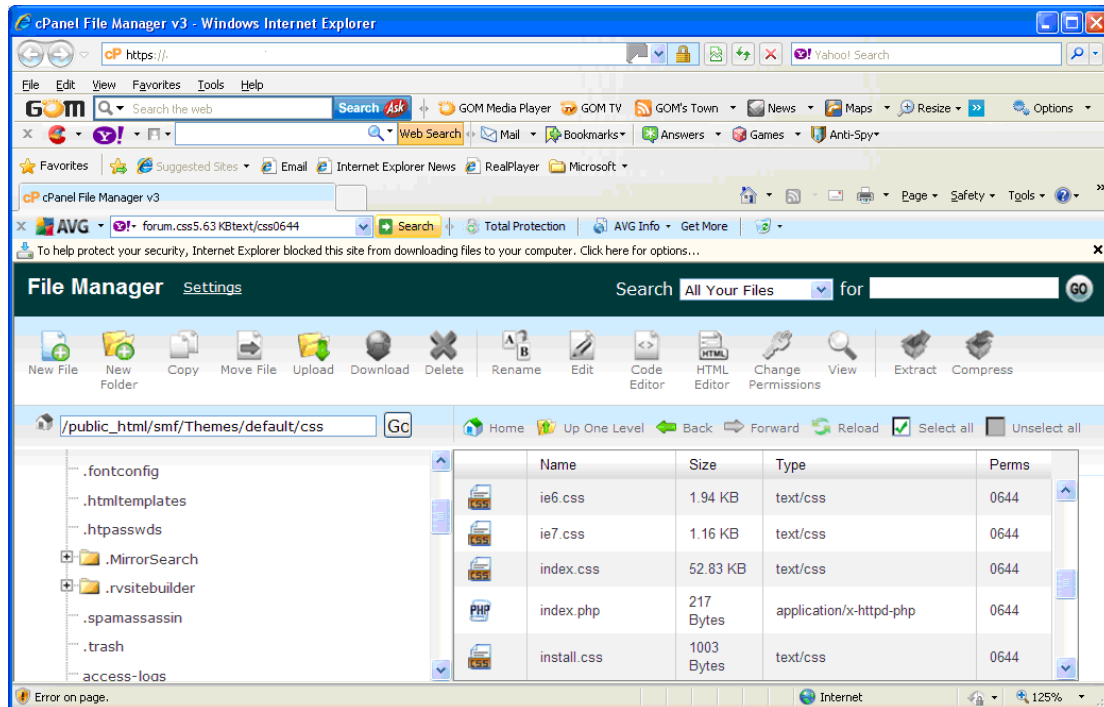 cPanel File Manager v3 - Windows Internet Explorer
cP https://
Yahoo! Search
File Edit View Favorites Tools Help
GOM Search the web Search Ask GOM Media Player GOM TV GOM's Town News Maps Resize Options
Web Search Mail Bookmarks Answers Games Anti-Spy
Favorites Suggested Sites Email Internet Explorer News RealPlayer Microsoft
cP cPanel File Manager v3 Page Safety Tools
AVG forum.css5.63 KBtext/css0644 Search Total Protection AVG Info Get More
To help protect your security, Internet Explorer blocked this site from downloading files to your computer. Click here for options...
File Manager Settings Search All Your Files for GO
New File New Folder Copy Move File Upload Download Delete Rename Edit Code Editor HTML Editor Change Permissions View Extract Compress
/public_html/smf/Themes/default/css Go Home Up One Level Back Forward Reload Select all Unselect all
.fontconfig
.htmltemplates
.htpasswds
.MirrorSearch
.rvsitebuilder
.spamassassin
.trash
access-logs
Name Size Type Perms
CSS ie6.css 1.94 KB text/css 0644
CSS ie7.css 1.16 KB text/css 0644
CSS index.css 52.83 KB text/css 0644
PHP index.php 217 Bytes application/x-httpd-php 0644
CSS install.css 1003 Bytes text/css 0644
Error on page. Internet 125%